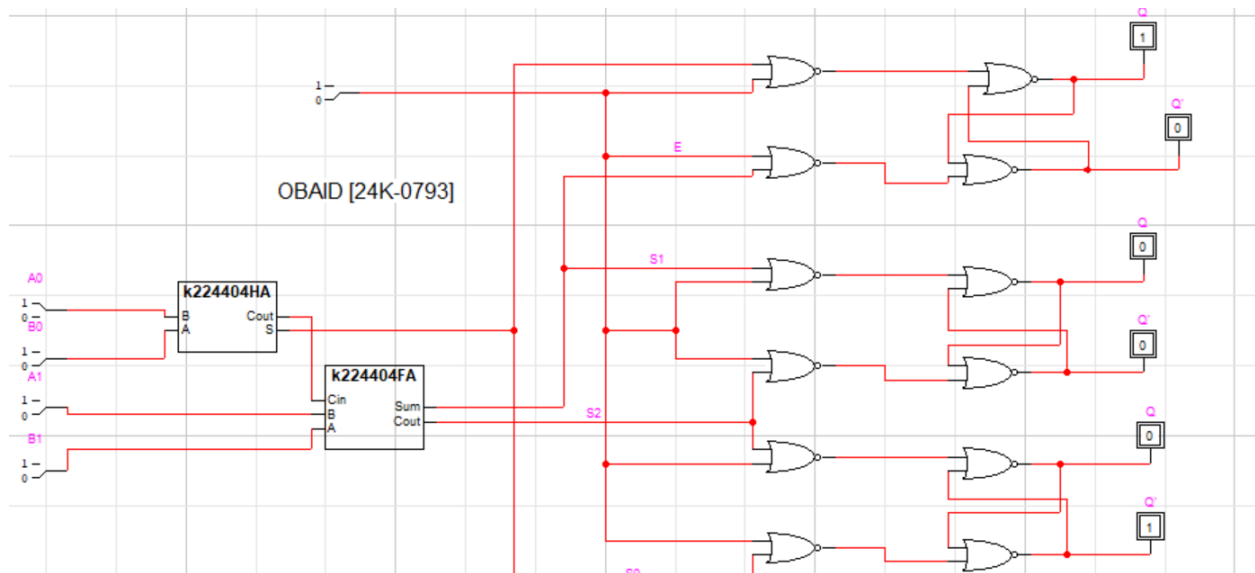 Q
1
1
0
Q'
0
E
OBAID [24K-0793]
Q
0
S1
A0
k224404HA
1
0
B
A
Cout
S
B0
1
0
Q'
0
A1
k224404FA
1
0
Cin
B
A
Sum
Cout
S2
Q
0
B1
1
0
Q'
1
S0